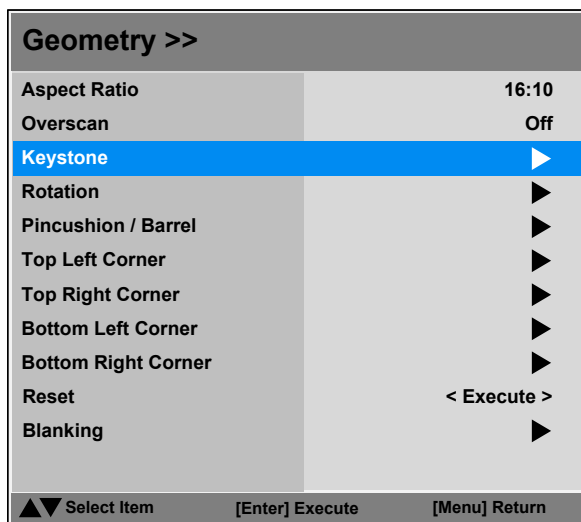 Geometry >>
Aspect Ratio 16:10
Overscan Off
Keystone
Rotation
Pincushion / Barrel
Top Left Corner
Top Right Corner
Bottom Left Corner
Bottom Right Corner
Reset < Execute >
Blanking
Select Item [Enter] Execute [Menu] Return